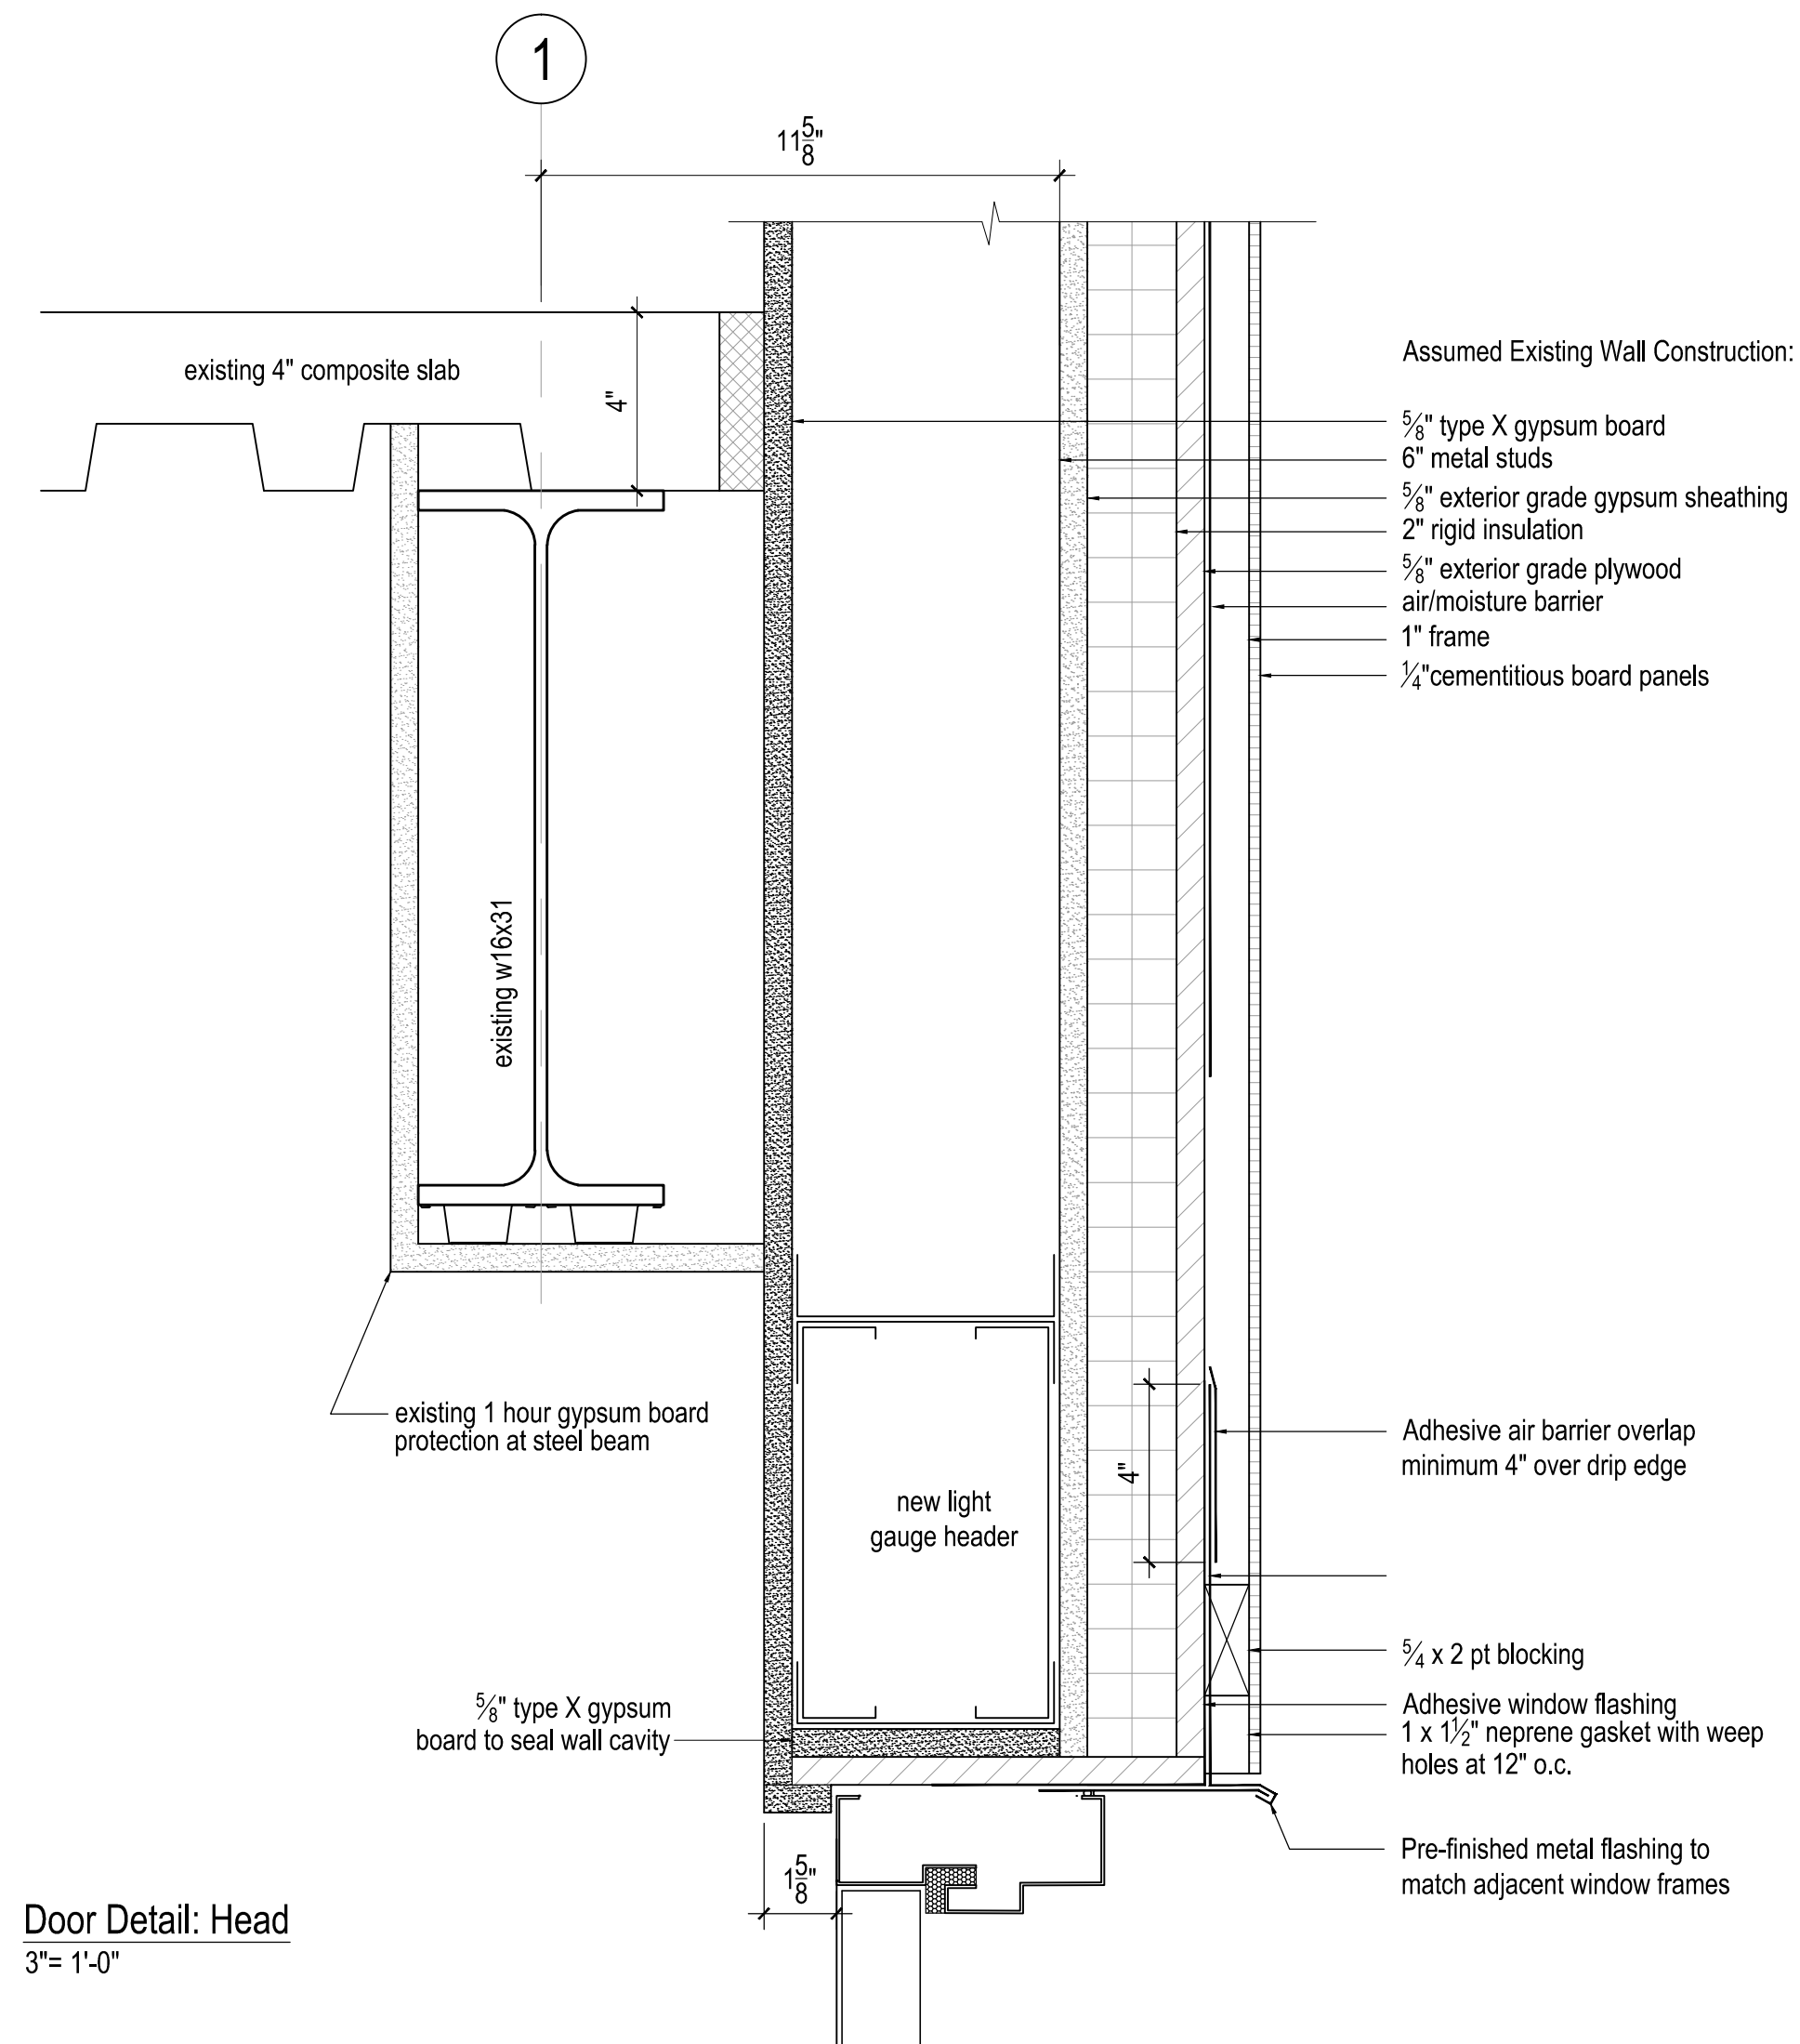 1
11 5/8"
existing 4" composite slab
4"
Assumed Existing Wall Construction:
5/8" type X gypsum board
6" metal studs
5/8" exterior grade gypsum sheathing
2" rigid insulation
5/8" exterior grade plywood
air/moisture barrier
1" frame
1/4"cementitious board panels
existing w16x31
existing 1 hour gypsum board
protection at steel beam
4"
Adhesive air barrier overlap
minimum 4" over drip edge
new light
gauge header
5/4 x 2 pt blocking
5/8" type X gypsum
board to seal wall cavity
Adhesive window flashing
1 x 1 1/2" neprene gasket with weep
holes at 12" o.c.
1 5/8"
Pre-finished metal flashing to
match adjacent window frames
Door Detail: Head
3"= 1'-0"